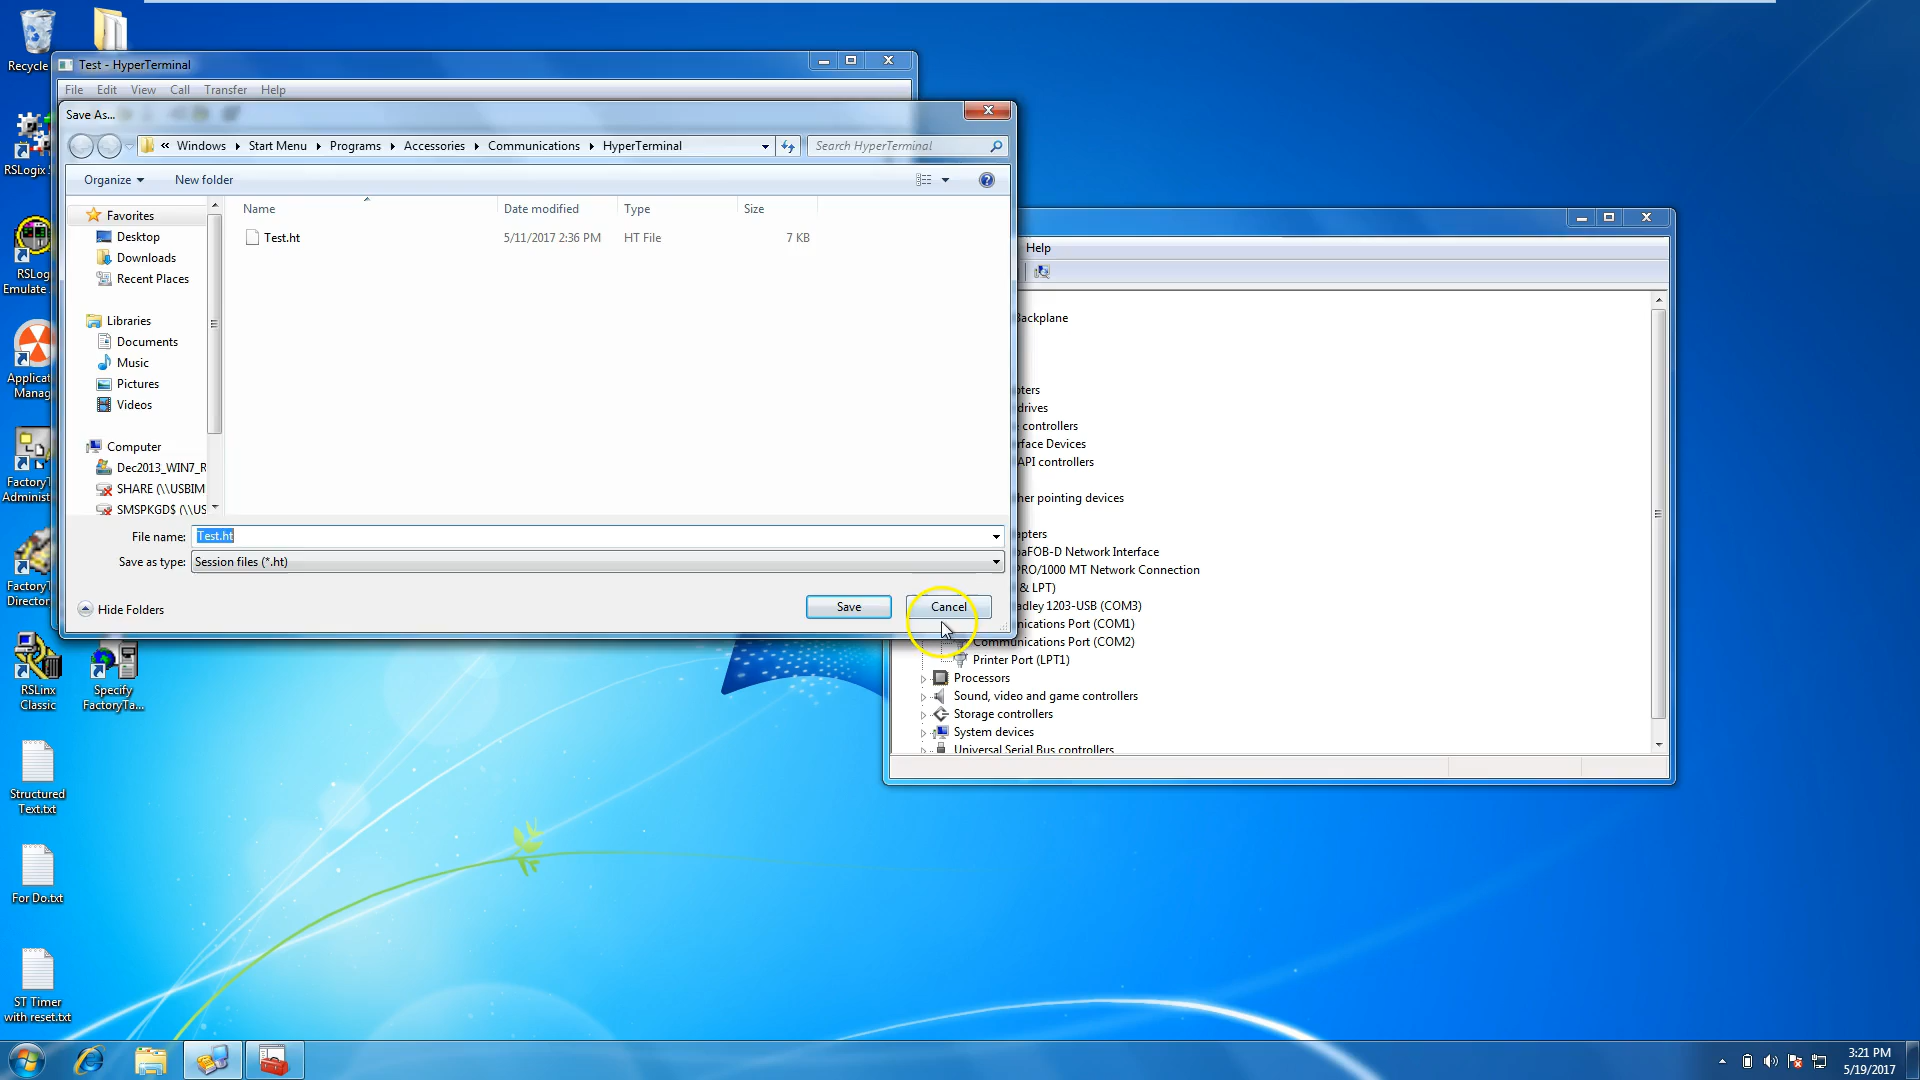 Recycle
RSLogix
RSLog
Emulate
Applicat
Manag
FactoryT
Administ
FactoryT
Director
RSLinx
Classic
Specify
FactoryTa...
Structured
Text.txt
For Do.txt
ST Timer
with reset.txt
Test - HyperTerminal
File Edit View Call Transfer Help
Save As...
« Windows Start Menu Programs Accessories Communications HyperTerminal
Search HyperTerminal
Organize New folder
Name Date modified Type Size
Test.ht 5/11/2017 2:36 PM HT File 7 KB
Favorites
Desktop
Downloads
Recent Places
Libraries
Documents
Music
Pictures
Videos
Computer
Dec2013_WIN7_R
SHARE (\\USBIM
SMSPKGD$ (\\US
File name: Test.ht
Save as type: Session files (*.ht)
Hide Folders
Save Cancel
Help
Backplane
pters
drives
controllers
rface Devices
API controllers
her pointing devices
apters
aFOB-D Network Interface
PRO/1000 MT Network Connection
& LPT)
adley 1203-USB (COM3)
unications Port (COM1)
Communications Port (COM2)
Printer Port (LPT1)
Processors
Sound, video and game controllers
Storage controllers
System devices
Universal Serial Bus controllers
3:21 PM
5/19/2017